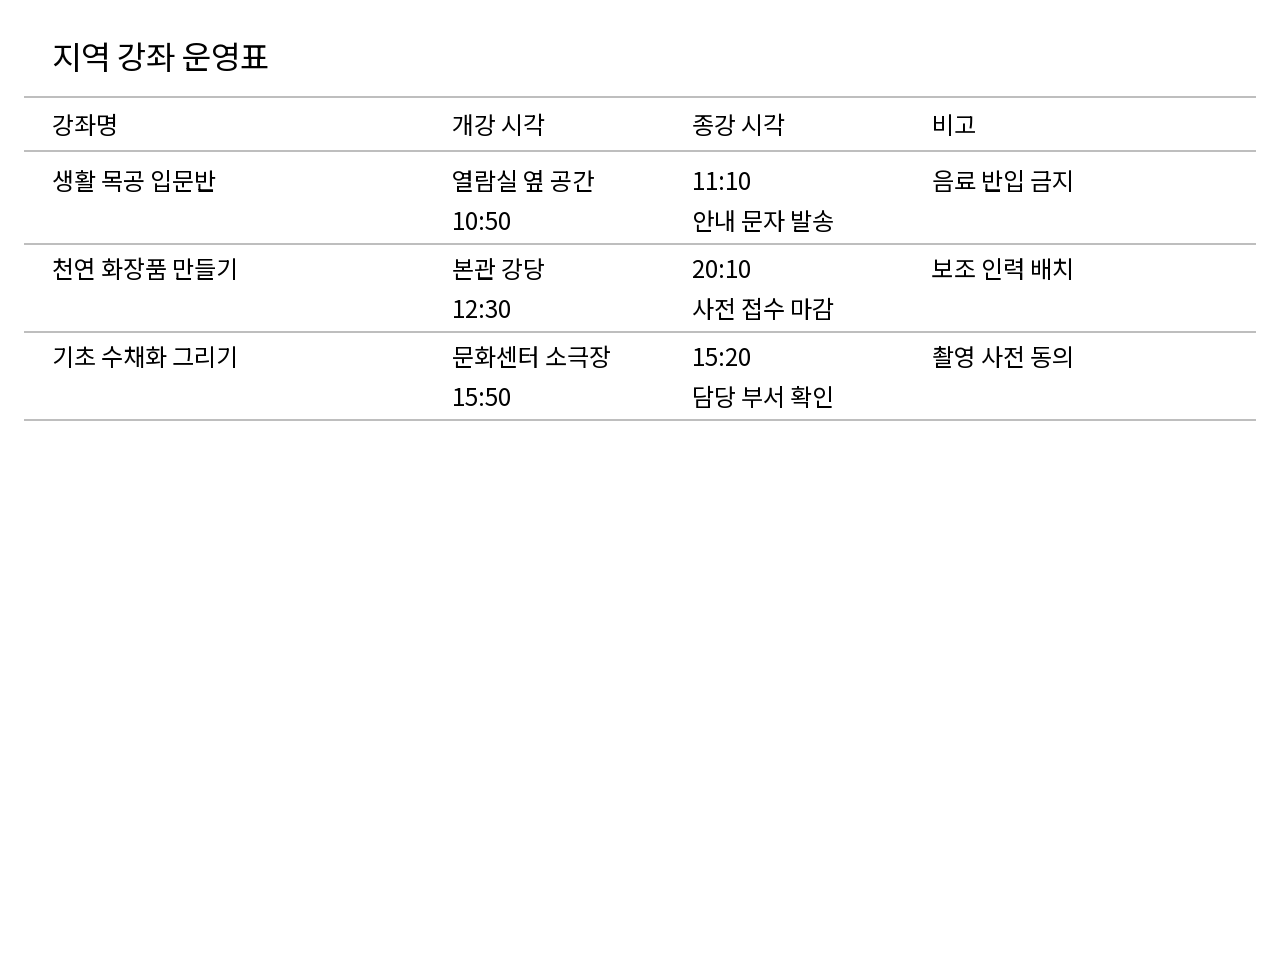 지역 강좌 운영표
강좌명 개강 시각 종강 시각 비고
생활 목공 입문반 열람실 옆 공간 11:10 음료 반입 금지
10:50 안내 문자 발송
천연 화장품 만들기 본관 강당 20:10 보조 인력 배치
12:30 사전 접수 마감
기초 수채화 그리기 문화센터 소극장 15:20 촬영 사전 동의
15:50 담당 부서 확인